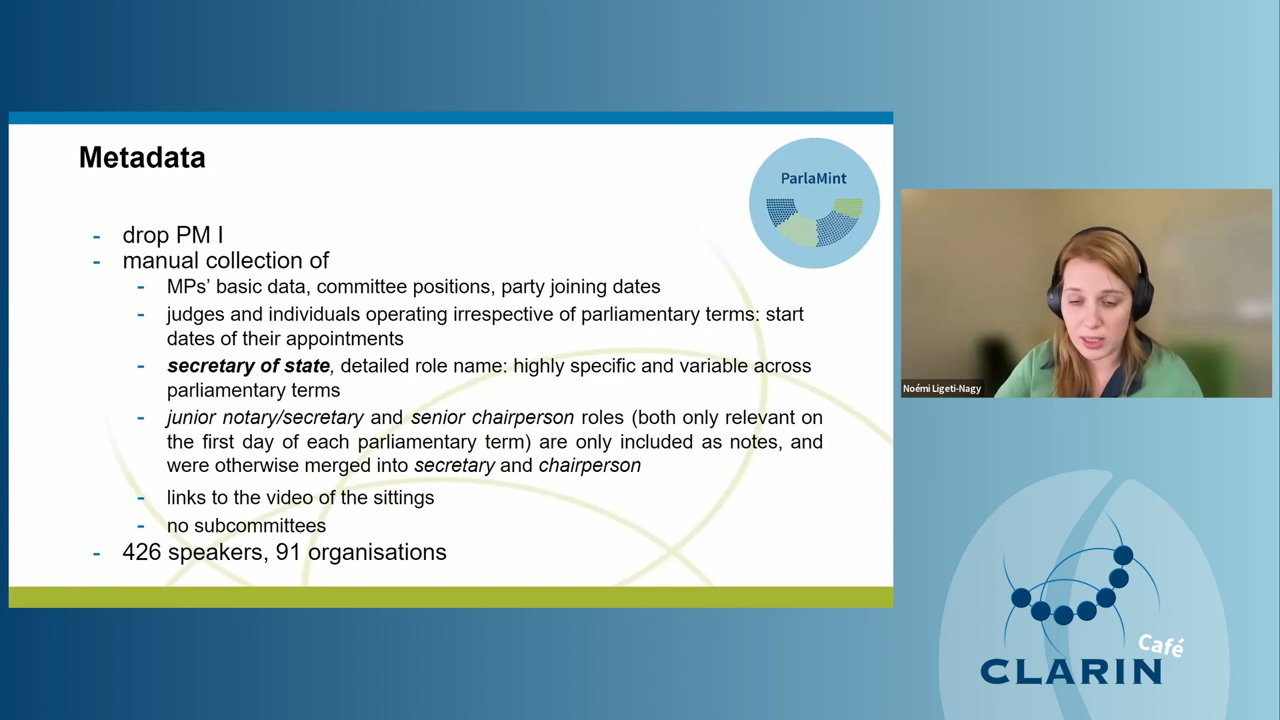 Metadata
ParlaMint
- drop PM I
- manual collection of
- MPs' basic data, committee positions, party joining dates
- judges and individuals operating irrespective of parliamentary terms: start
dates of their appointments
- secretary of state, detailed role name: highly specific and variable across
parliamentary terms
- junior notary/secretary and senior chairperson roles (both only relevant on
the first day of each parliamentary term) are only included as notes, and
were otherwise merged into secretary and chairperson
- links to the video of the sittings
- no subcommittees
- 426 speakers, 91 organisations
Noémi Ligeti-Nagy
Café
CLARIN